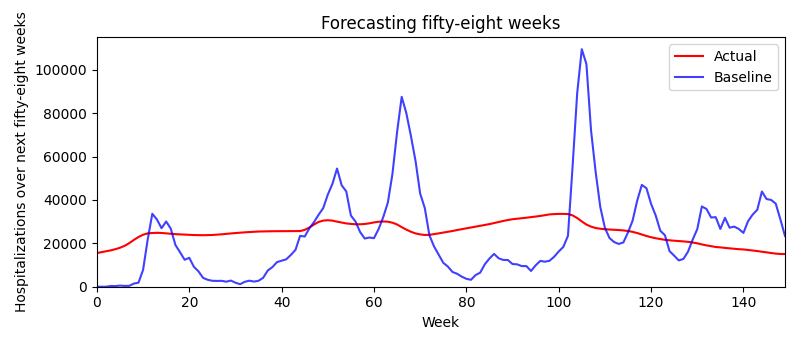 Forecasting fifty-eight weeks
Hospitalizations over next fifty-eight weeks
100000
80000
60000
40000
20000
0
Actual
Baseline
0 20 40 60 80 100 120 140
Week